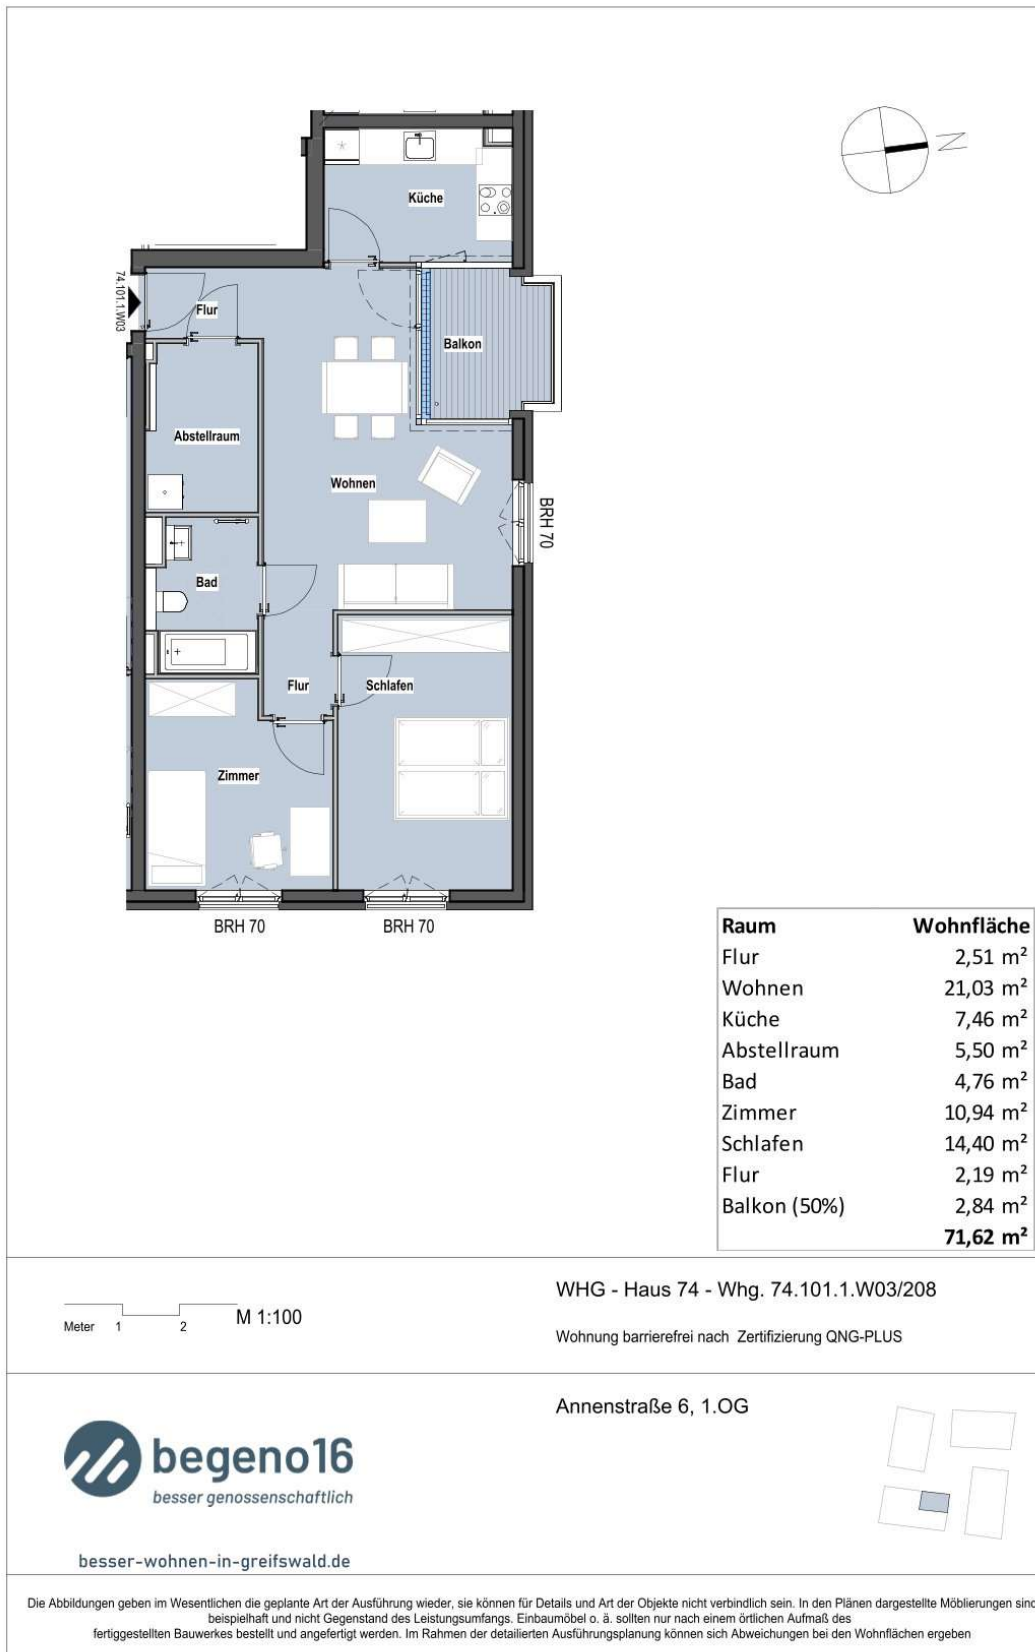 N
Küche
74.101.1.W03
Flur
Balkon
Abstellraum
Wohnen
BRH 70
Bad
Flur
Schlafen
Zimmer
BRH 70
BRH 70
Raum Wohnfläche
Flur 2,51 m²
Wohnen 21,03 m²
Küche 7,46 m²
Abstellraum 5,50 m²
Bad 4,76 m²
Zimmer 10,94 m²
Schlafen 14,40 m²
Flur 2,19 m²
Balkon (50%) 2,84 m²
71,62 m²
Meter 1 2 M 1:100
WHG - Haus 74 - Whg. 74.101.1.W03/208
Wohnung barrierefrei nach Zertifizierung QNG-PLUS
Annenstraße 6, 1.OG
begeno16
besser genossenschaftlich
besser-wohnen-in-greifswald.de
Die Abbildungen geben im Wesentlichen die geplante Art der Ausführung wieder, sie können für Details und Art der Objekte nicht verbindlich sein. In den Plänen dargestellte Möblierungen sind
beispielhaft und nicht Gegenstand des Leistungsumfangs. Einbaumöbel o. ä. sollten nur nach einem örtlichen Aufmaß des
fertiggestellten Bauwerkes bestellt und angefertigt werden. Im Rahmen der detailierten Ausführungsplanung können sich Abweichungen bei den Wohnflächen ergeben